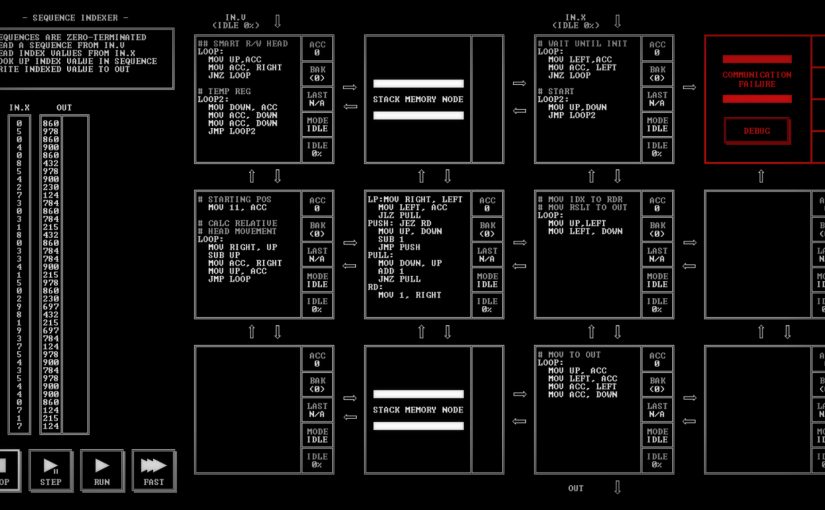 - SEQUENCE INDEXER -
EQUENCES ARE ZERO-TERMINATED
EAD A SEQUENCE FROM IN.V
EAD INDEX VALUES FROM IN.X
OOK UP INDEX VALUE IN SEQUENCE
RITE INDEXED VALUE TO OUT
IN.X OUT
0 860
5 978
0 860
4 900
0 860
8 432
5 978
4 900
2 230
7 124
3 784
0 860
3 784
1 215
8 432
0 860
3 784
3 784
4 900
1 215
5 978
0 860
2 230
9 697
8 432
1 215
9 697
3 784
7 124
5 978
4 900
3 784
5 978
4 900
4 900
0 860
7 124
1 215
7 124
OP
STEP
RUN
FAST
IN.V
(IDLE 0%)
IN.X
(IDLE 0%)
## SMART R/W HEAD
LOOP:
MOV UP,ACC
MOV ACC, RIGHT
JNZ LOOP
# TEMP REG
LOOP2:
MOV DOWN, ACC
MOV ACC, DOWN
MOV ACC, DOWN
JMP LOOP2
ACC
0
BAK
(0)
LAST
N/A
MODE
IDLE
IDLE
0%
STACK MEMORY NODE
# WAIT UNTIL INIT
LOOP:
MOV LEFT,ACC
MOV ACC, LEFT
JNZ LOOP
# START
LOOP2:
MOV UP,DOWN
JMP LOOP2
ACC
0
BAK
(0)
LAST
N/A
MODE
IDLE
IDLE
0%
COMMUNICATION
FAILURE
DEBUG
# STARTING POS
MOV 11, ACC
# CALC RELATIVE
# HEAD MOVEMENT
LOOP:
MOV RIGHT, UP
SUB UP
MOV ACC, RIGHT
MOV UP, ACC
JMP LOOP
ACC
0
BAK
(0)
LAST
N/A
MODE
IDLE
IDLE
0%
LP:MOV RIGHT, LEFT
MOV LEFT, ACC
JLZ PULL
PUSH: JEZ RD
MOV UP, DOWN
SUB 1
JMP PUSH
PULL:
MOV DOWN, UP
ADD 1
JNZ PULL
RD:
MOV 1, RIGHT
ACC
0
BAK
(0)
LAST
N/A
MODE
IDLE
IDLE
0%
# MOV IDX TO RDR
# MOV RSLT TO OUT
LOOP:
MOV UP,LEFT
MOV LEFT, DOWN
ACC
0
BAK
(0)
LAST
N/A
MODE
IDLE
IDLE
0%
ACC
0
BAK
(0)
LAST
N/A
MODE
IDLE
IDLE
0%
STACK MEMORY NODE
# MOV TO OUT
LOOP:
MOV UP, ACC
MOV LEFT, ACC
MOV ACC, LEFT
MOV ACC, DOWN
ACC
0
BAK
(0)
LAST
N/A
MODE
IDLE
IDLE
0%
OUT